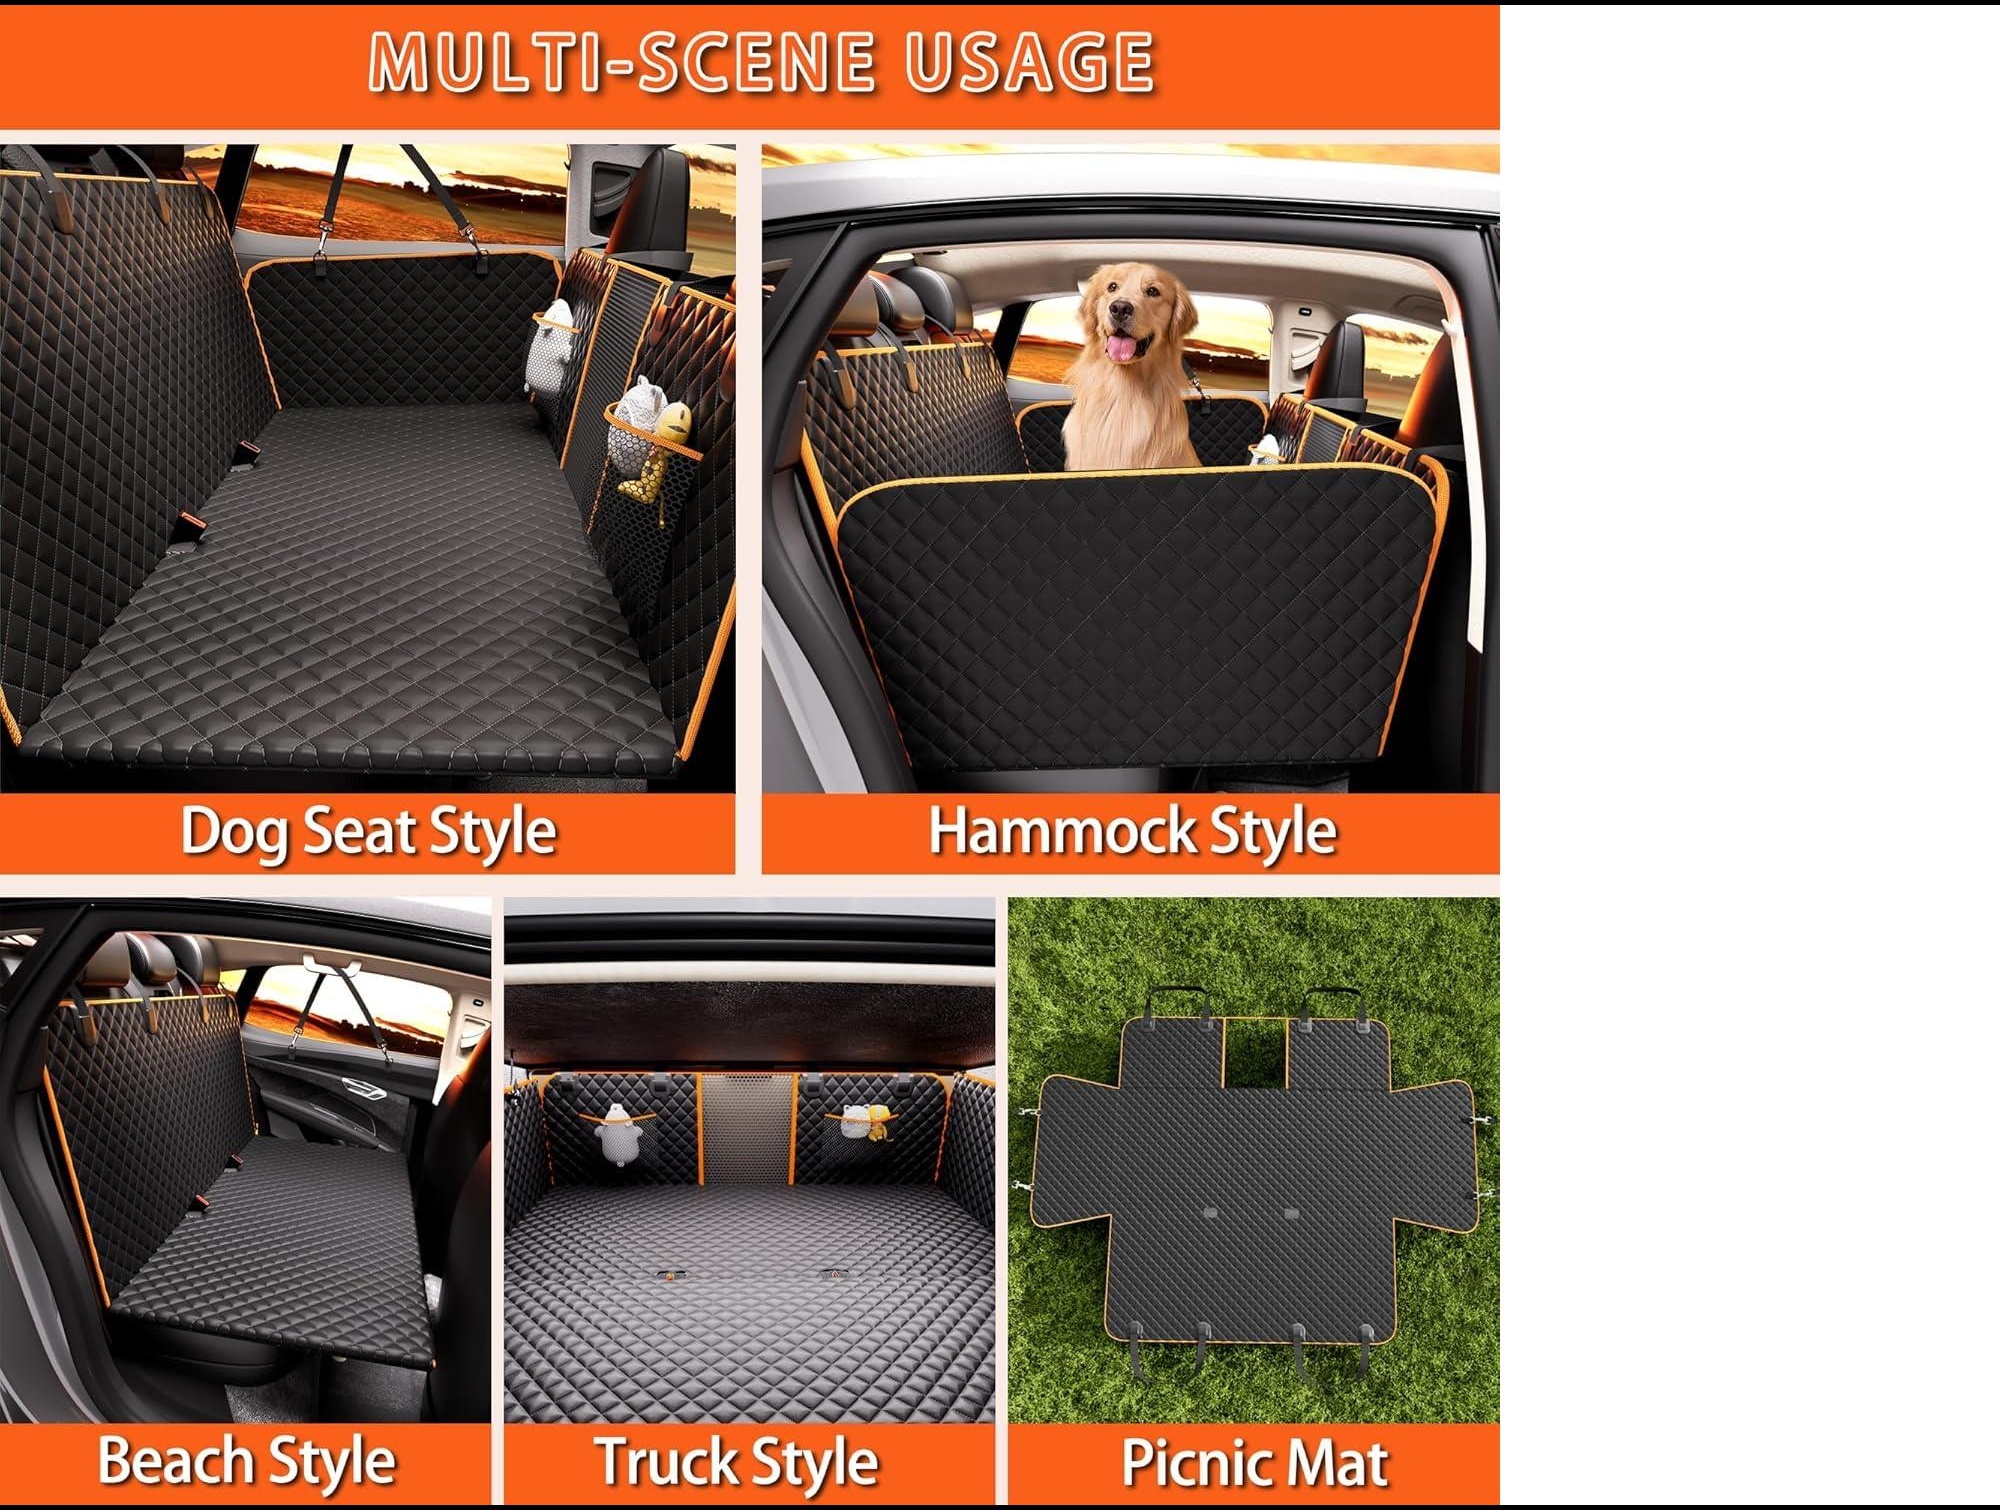 MULTI-SCENE USAGE
Dog Seat Style
Hammock Style
Beach Style
Truck Style
Picnic Mat